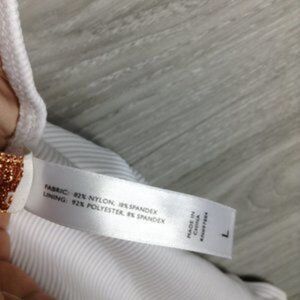 FABRIC: 82% NYLON, 18% SPANDEX
LINING: 92% POLYESTER, 8% SPANDEX
MADE IN
CHINA
L